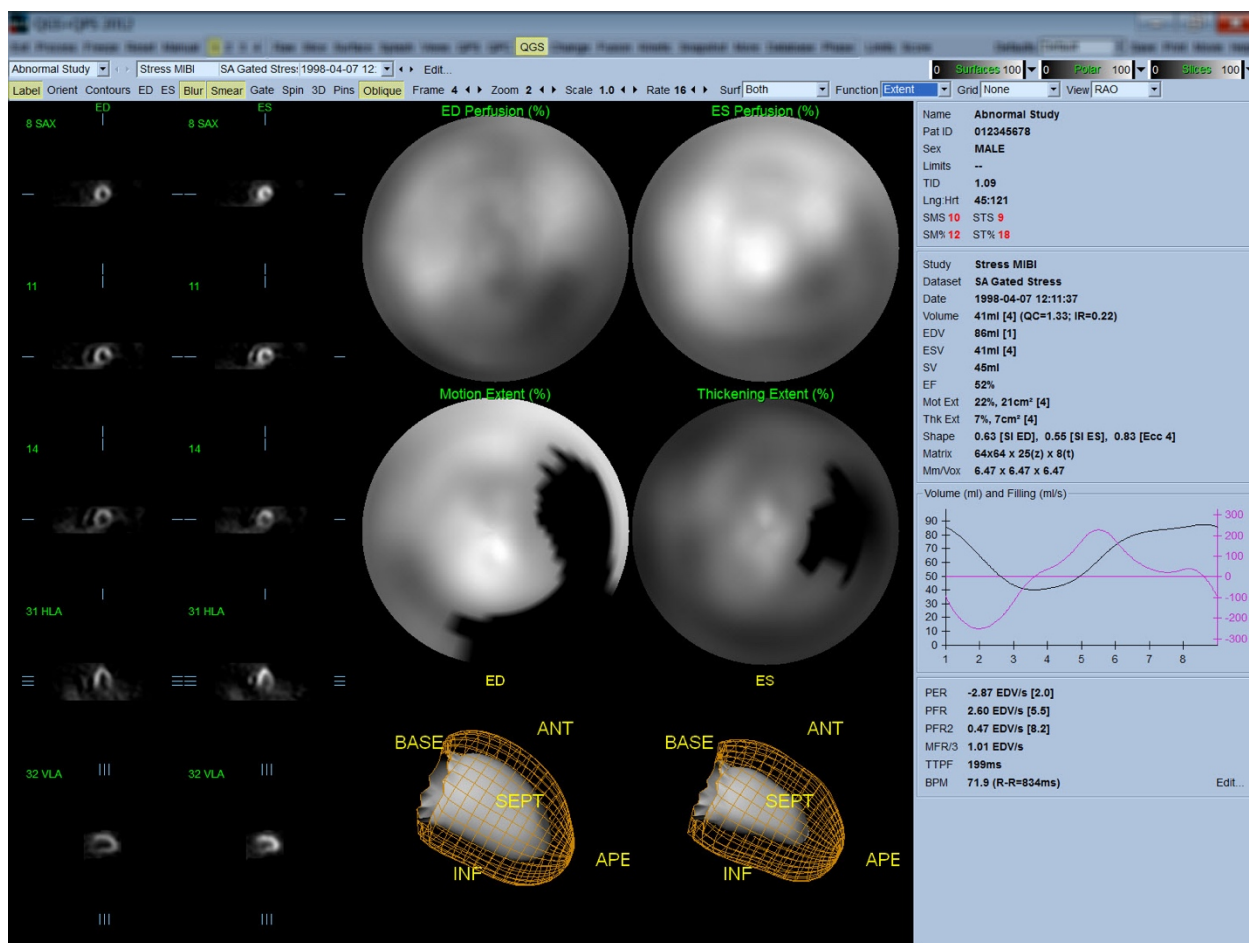 QGS+QPS 2012
QGS
Abnormal Study Stress MIBI SA Gated Stres: 1998-04-07 12: Edit...
0 Surfaces 100 0 Polar 100 0 Slices 100
Label Orient Contours ED ES Blur Smear Gate Spin 3D Pins Oblique Frame 4 Zoom 2 Scale 1.0 Rate 16 Surf Both Function Extent Grid None View RAO
ED ES
8 SAX 8 SAX
11 11
14 14
31 HLA 31 HLA
32 VLA 32 VLA
ED Perfusion (%) ES Perfusion (%)
Motion Extent (%) Thickening Extent (%)
ED ES
BASE ANT SEPT INF APE
BASE ANT SEPT INF APE
Name Abnormal Study
Pat ID 012345678
Sex MALE
Limits --
TID 1.09
Lng:Hrt 45:121
SMS 10 STS 9
SM% 12 ST% 18
Study Stress MIBI
Dataset SA Gated Stress
Date 1998-04-07 12:11:37
Volume 41ml [4] (QC=1.33; IR=0.22)
EDV 86ml [1]
ESV 41ml [4]
SV 45ml
EF 52%
Mot Ext 22%, 21cm² [4]
Thk Ext 7%, 7cm² [4]
Shape 0.63 [SI ED], 0.55 [SI ES], 0.83 [Ecc 4]
Matrix 64x64 x 25(z) x 8(t)
Mm/Vox 6.47 x 6.47 x 6.47
Volume (ml) and Filling (ml/s)
90 80 70 60 50 40 30 20 10 0
300 200 100 0 -100 -200 -300
1 2 3 4 5 6 7 8
PER -2.87 EDV/s [2.0]
PFR 2.60 EDV/s [5.5]
PFR2 0.47 EDV/s [8.2]
MFR/3 1.01 EDV/s
TTPF 199ms
BPM 71.9 (R-R=834ms) Edit...